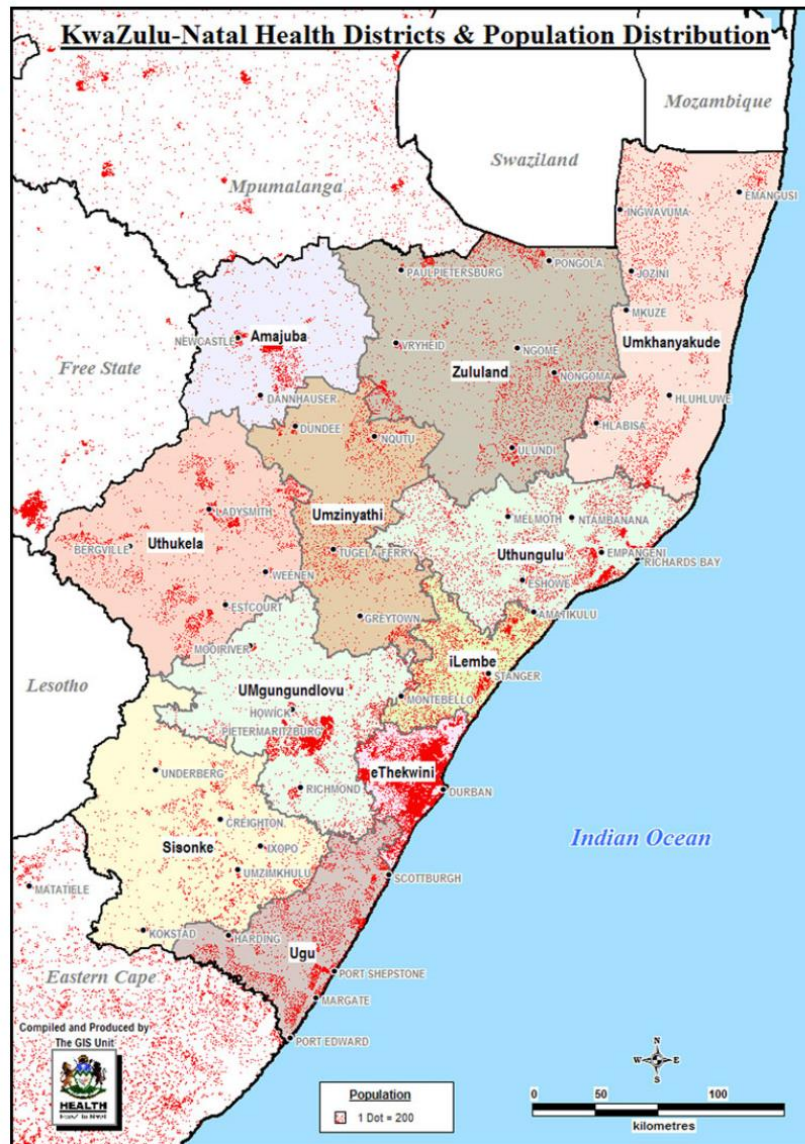 KwaZulu-Natal Health Districts & Population Distribution
Mozambique
Swaziland
Mpumalanga
EMANGUSI
INGWAVUMA
PONGOLA
PAULPIETERSBURG
JOZINI
MKUZE
Amajuba
NEWCASTLE
VRYHEID
NGOME
Umkhanyakude
Free State
Zululand
NONGOMA
DANNHAUSER
HLUHLUWE
DUNDEE
NQUTU
HLABISA
ULUNDI
LADYSMITH
Umzinyathi
MELMOTH
NTAMBANANA
Uthukela
BERGVILLE
TUGELA FERRY
Uthungulu
EMPANGENI
RICHARDS BAY
WEENEN
ESHOWE
ESTCOURT
GREYTOWN
AMATIKULU
MOOIRIVER
iLembe
Lesotho
STANGER
UMgungundlovu
MONTEBELLO
HOWICK
PIETERMARITZBURG
UNDERBERG
eThekwini
RICHMOND
DURBAN
CREIGHTON
Indian Ocean
Sisonke
IXOPO
UMZIMKHULU
SCOTTBURGH
MATATIELE
KOKSTAD
HARDING
Ugu
Eastern Cape
PORT SHEPSTONE
MARGATE
Compiled and Produced by
The GIS Unit
PORT EDWARD
HEALTH
N
W E
S
Population
1 Dot = 200
0 50 100
kilometres